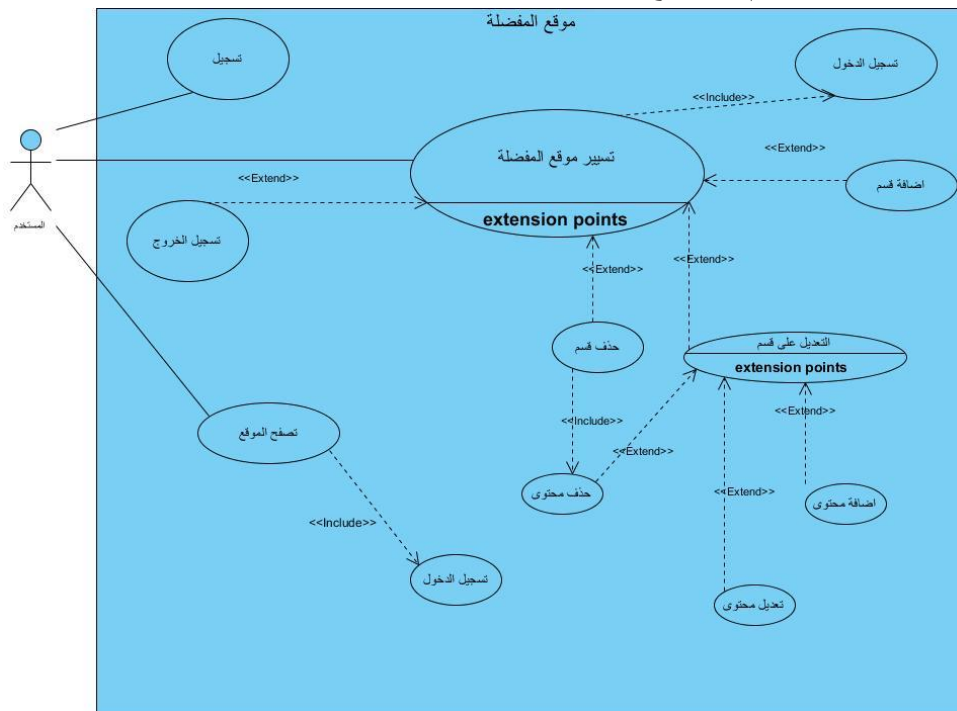 موقع المفضلة
تسجيل
تسجيل الدخول
<<Include>>
تسيير موقع المفضلة
<<Extend>>
<<Extend>>
اضافة قسم
extension points
المستخدم
تسجيل الخروج
<<Extend>>
<<Extend>>
حذف قسم
التعديل على قسم
extension points
<<Include>>
<<Extend>>
<<Extend>>
تصفح الموقع
<<Extend>>
حذف محتوى
اضافة محتوى
<<Include>>
تسجيل الدخول
تعديل محتوى